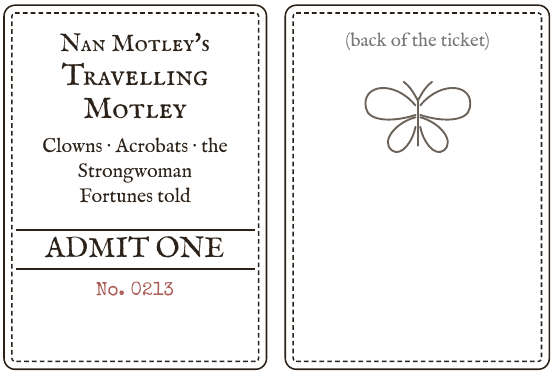 Nan Motley's
Travelling
Motley
Clowns · Acrobats · the
Strongwoman
Fortunes told
ADMIT ONE
No. 0213
(back of the ticket)